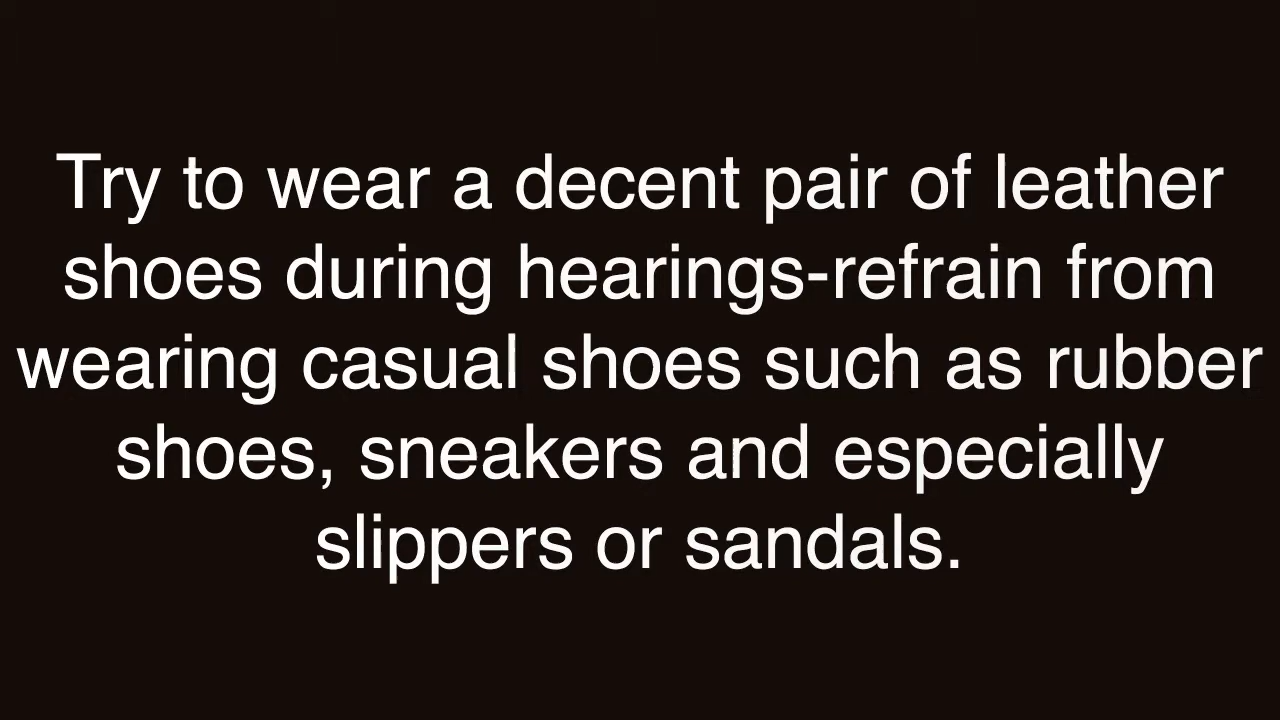 Try to wear a decent pair of leather
shoes during hearings-refrain from
wearing casual shoes such as rubber
shoes, sneakers and especially
slippers or sandals.